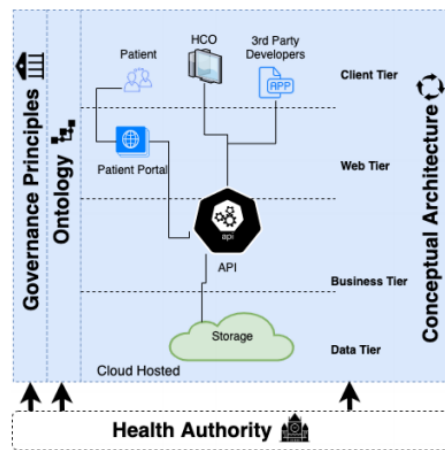 Governance Principles
Ontology
Patient
HCO
3rd Party
Developers
APP
Client Tier
Patient Portal
Web Tier
Conceptual Architecture
api
API
Business Tier
Storage
Data Tier
Cloud Hosted
Health Authority